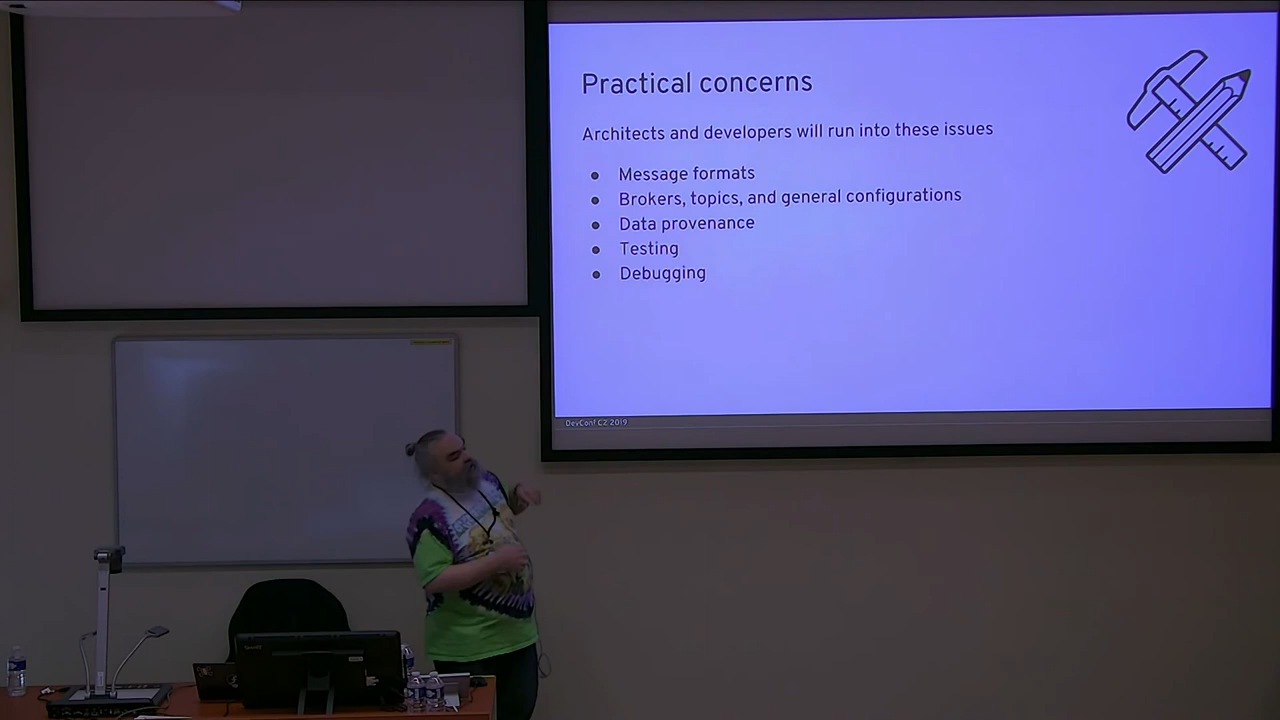 Practical concerns
Architects and developers will run into these issues
● Message formats
● Brokers, topics, and general configurations
● Data provenance
● Testing
● Debugging
DevConf CZ 2019